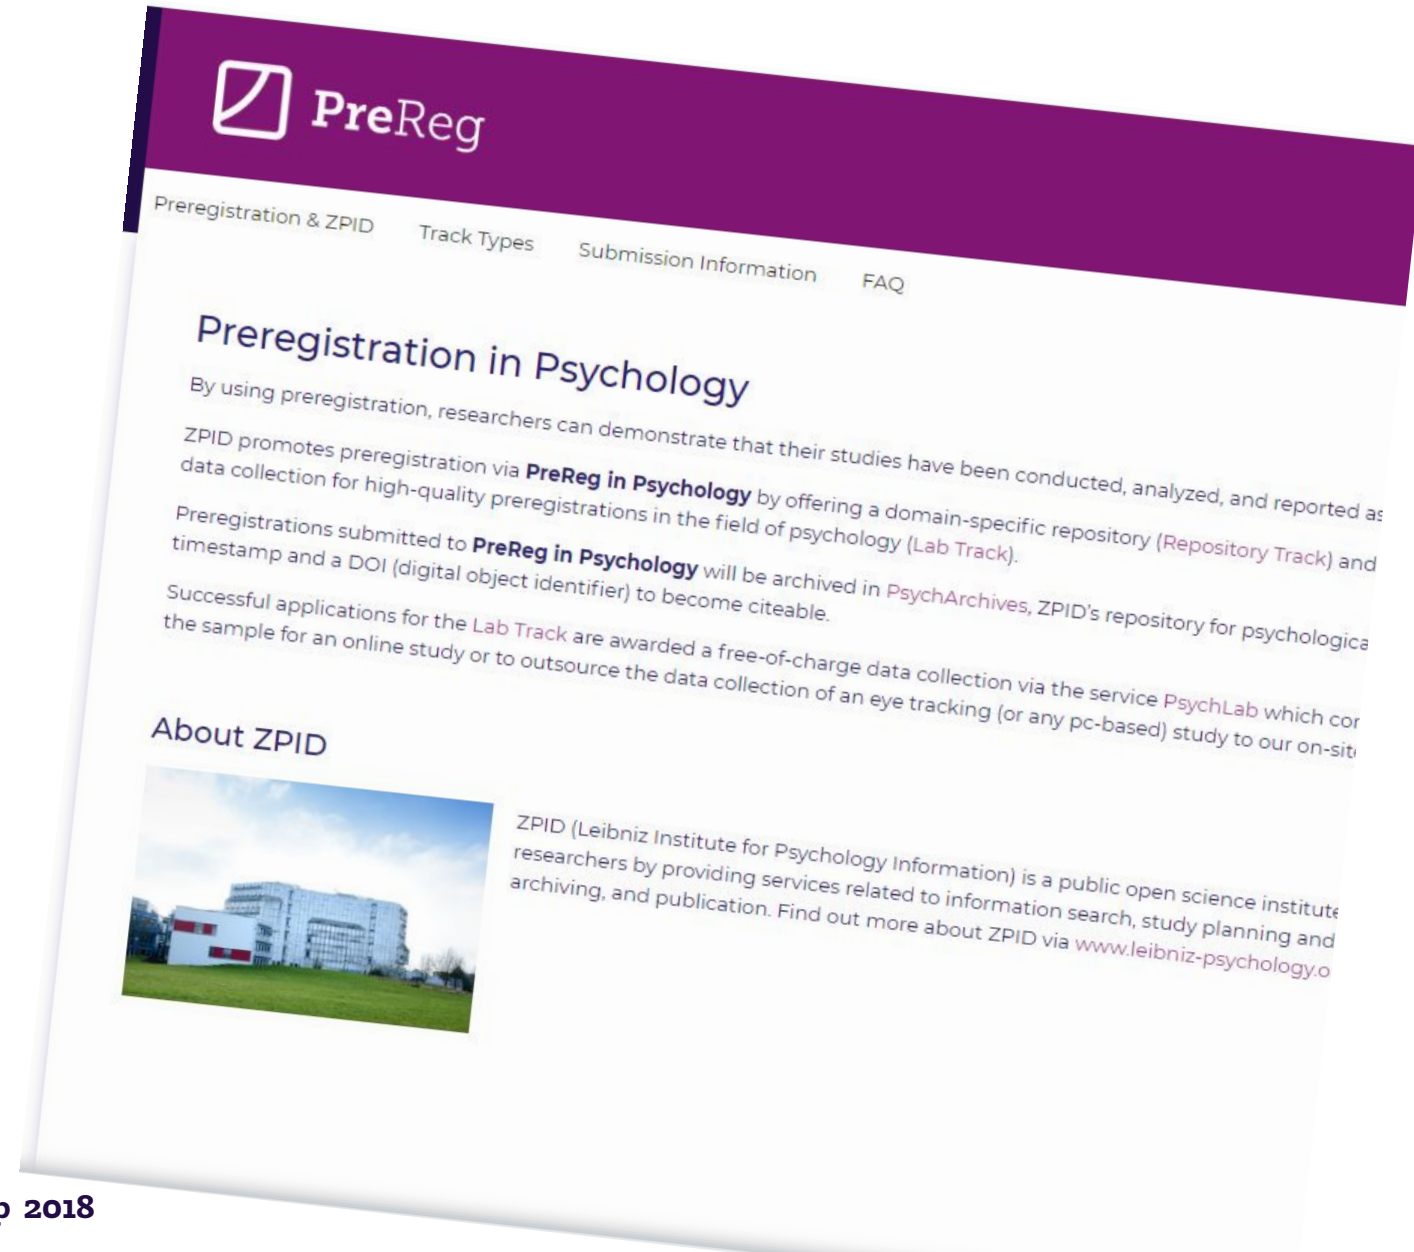 PreReg
Preregistration & ZPID Track Types Submission Information FAQ
Preregistration in Psychology
By using preregistration, researchers can demonstrate that their studies have been conducted, analyzed, and reported as
ZPID promotes preregistration via PreReg in Psychology by offering a domain-specific repository (Repository Track) and
data collection for high-quality preregistrations in the field of psychology (Lab Track).
Preregistrations submitted to PreReg in Psychology will be archived in PsychArchives, ZPID's repository for psychologica
timestamp and a DOI (digital object identifier) to become citeable.
Successful applications for the Lab Track are awarded a free-of-charge data collection via the service PsychLab which cor
the sample for an online study or to outsource the data collection of an eye tracking (or any pc-based) study to our on-sit
About ZPID
ZPID (Leibniz Institute for Psychology Information) is a public open science institute
researchers by providing services related to information search, study planning and
archiving, and publication. Find out more about ZPID via www.leibniz-psychology.o
p 2018